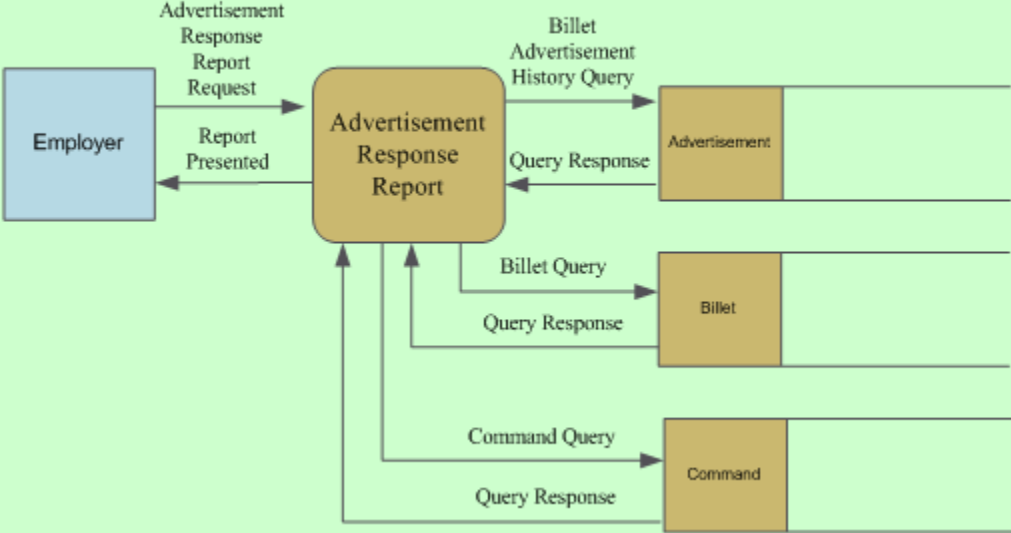 Advertisement
Response
Report
Request
Employer
Report
Presented
Advertisement
Response
Report
Billet
Advertisement
History Query
Advertisement
Query Response
Billet Query
Billet
Query Response
Command Query
Command
Query Response